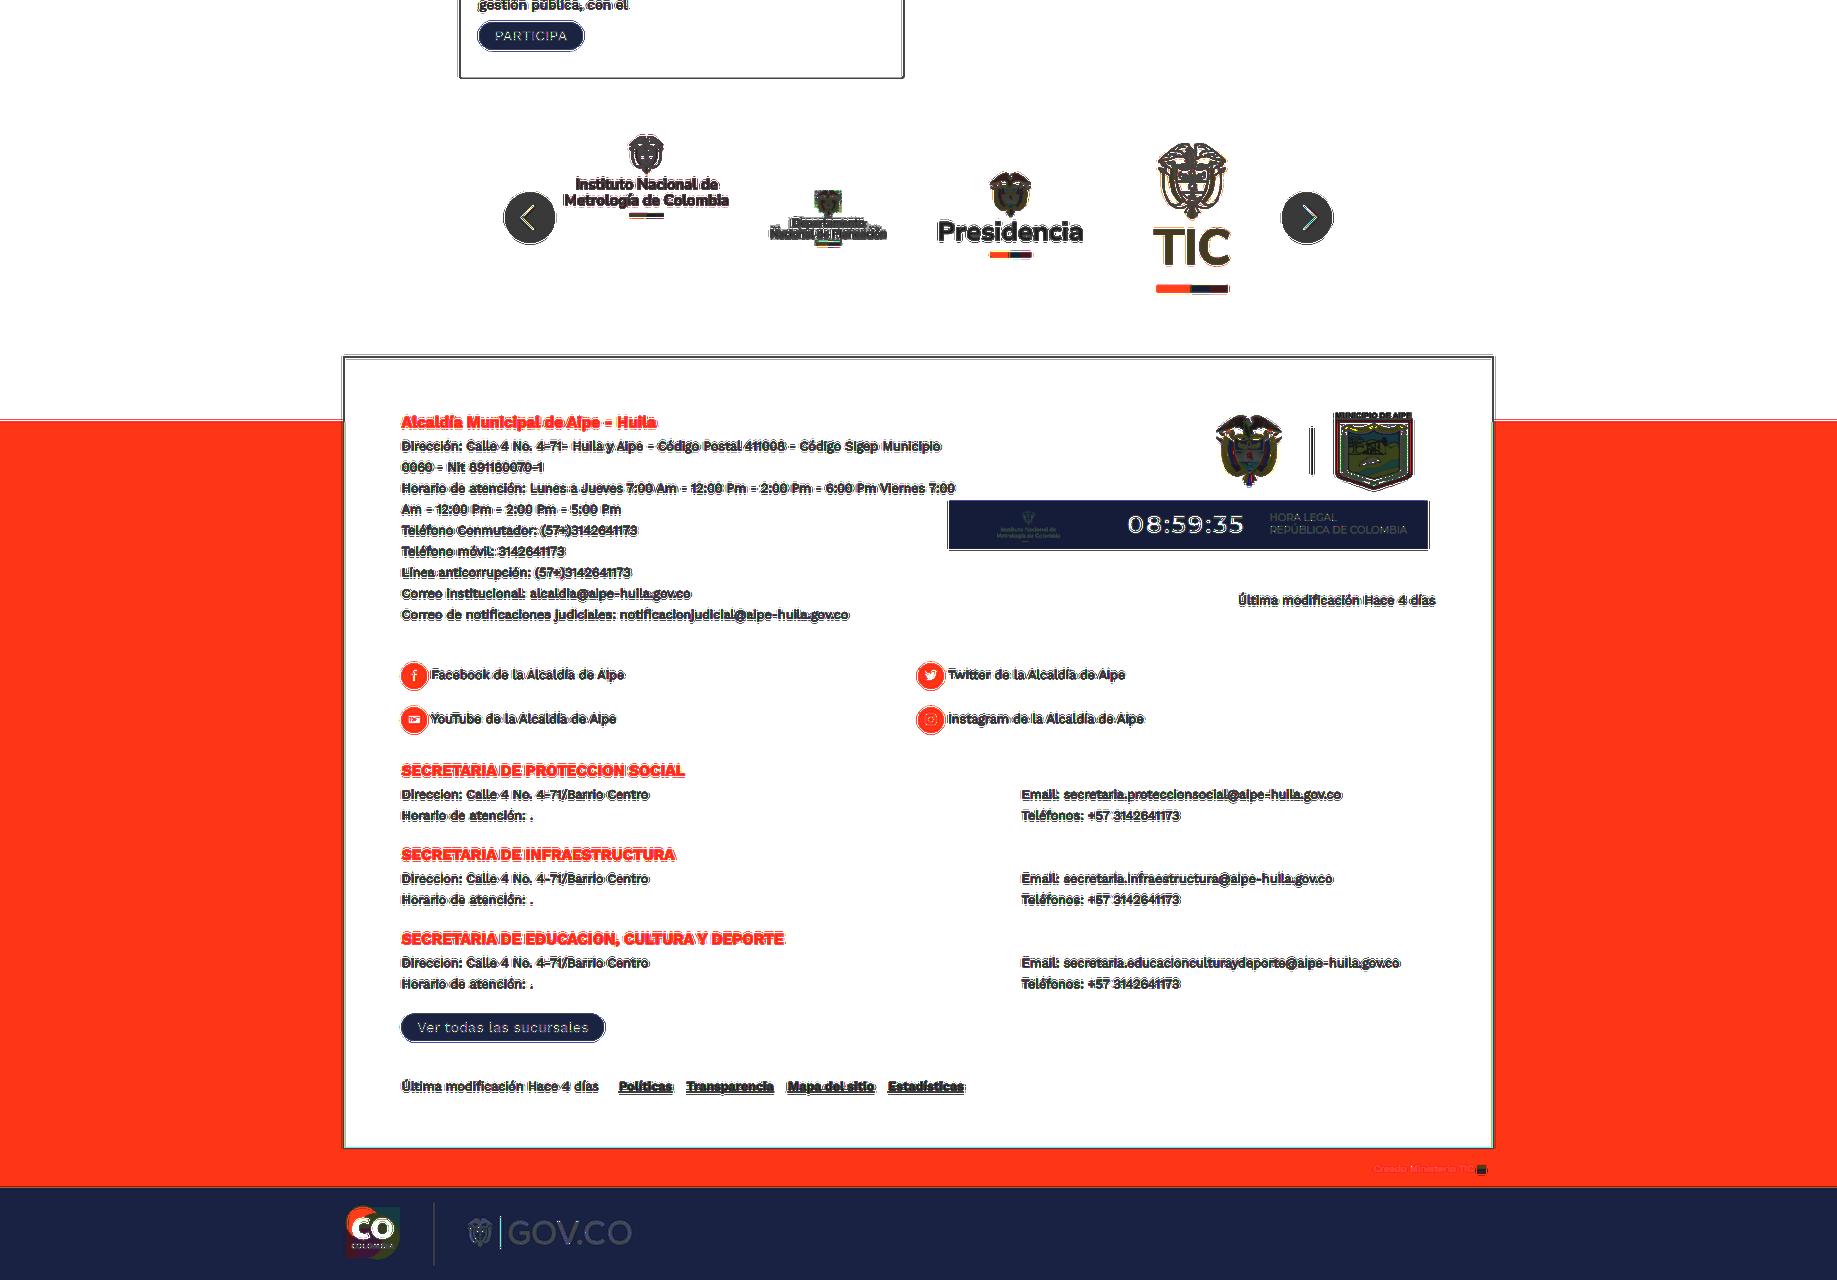 gestión pública, con el
PARTICIPA
Instituto Nacional de
Metrología de Colombia
Departamento
Nacional de Planeación
Presidencia
TIC
Alcaldía Municipal de Aipe - Huila
Dirección: Calle 4 No. 4-71- Huila y Aipe - Código Postal 411008 - Código Sigep Municipio
0060 - Nit 891180070-1
Horario de atención: Lunes a Jueves 7:00 Am - 12:00 Pm - 2:00 Pm - 6:00 Pm Viernes 7:00
Am - 12:00 Pm - 2:00 Pm - 5:00 Pm
Teléfono Conmutador: (57+)3142641173
Teléfono móvil: 3142641173
Línea anticorrupción: (57+)3142641173
Correo institucional: alcaldia@aipe-huila.gov.co
Correo de notificaciones judiciales: notificacionjudicial@aipe-huila.gov.co
MUNICIPIO DE AIPE
Instituto Nacional de
Metrología de Colombia
08:59:35
HORA LEGAL
REPÚBLICA DE COLOMBIA
Última modificación Hace 4 días
Facebook de la Alcaldía de Aipe
Twitter de la Alcaldía de Aipe
YouTube de la Alcaldía de Aipe
Instagram de la Alcaldía de Aipe
SECRETARIA DE PROTECCION SOCIAL
Direccion: Calle 4 No. 4-71/Barrio Centro
Email: secretaria.proteccionsocial@aipe-huila.gov.co
Horario de atención: .
Teléfonos: +57 3142641173
SECRETARIA DE INFRAESTRUCTURA
Direccion: Calle 4 No. 4-71/Barrio Centro
Email: secretaria.infraestructura@aipe-huila.gov.co
Horario de atención: .
Teléfonos: +57 3142641173
SECRETARIA DE EDUCACION, CULTURA Y DEPORTE
Direccion: Calle 4 No. 4-71/Barrio Centro
Email: secretaria.educacionculturaydeporte@aipe-huila.gov.co
Horario de atención: .
Teléfonos: +57 3142641173
Ver todas las sucursales
Última modificación Hace 4 días Políticas Transparencia Mapa del sitio Estadísticas
Creado Ministerio TIC
CO
COLOMBIA
GOV.CO